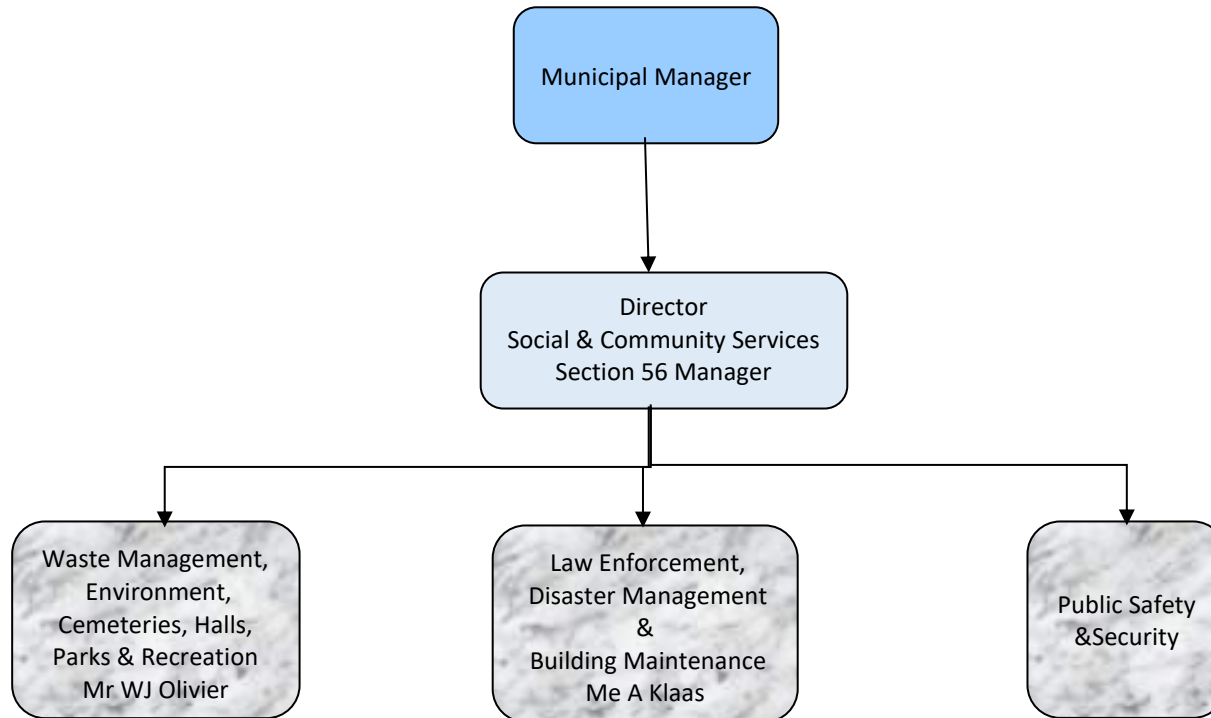 Municipal Manager
Director
Social & Community Services
Section 56 Manager
Waste Management,
Environment,
Cemeteries, Halls,
Parks & Recreation
Mr WJ Olivier
Law Enforcement,
Disaster Management
&
Building Maintenance
Me A Klaas
Public Safety
&Security